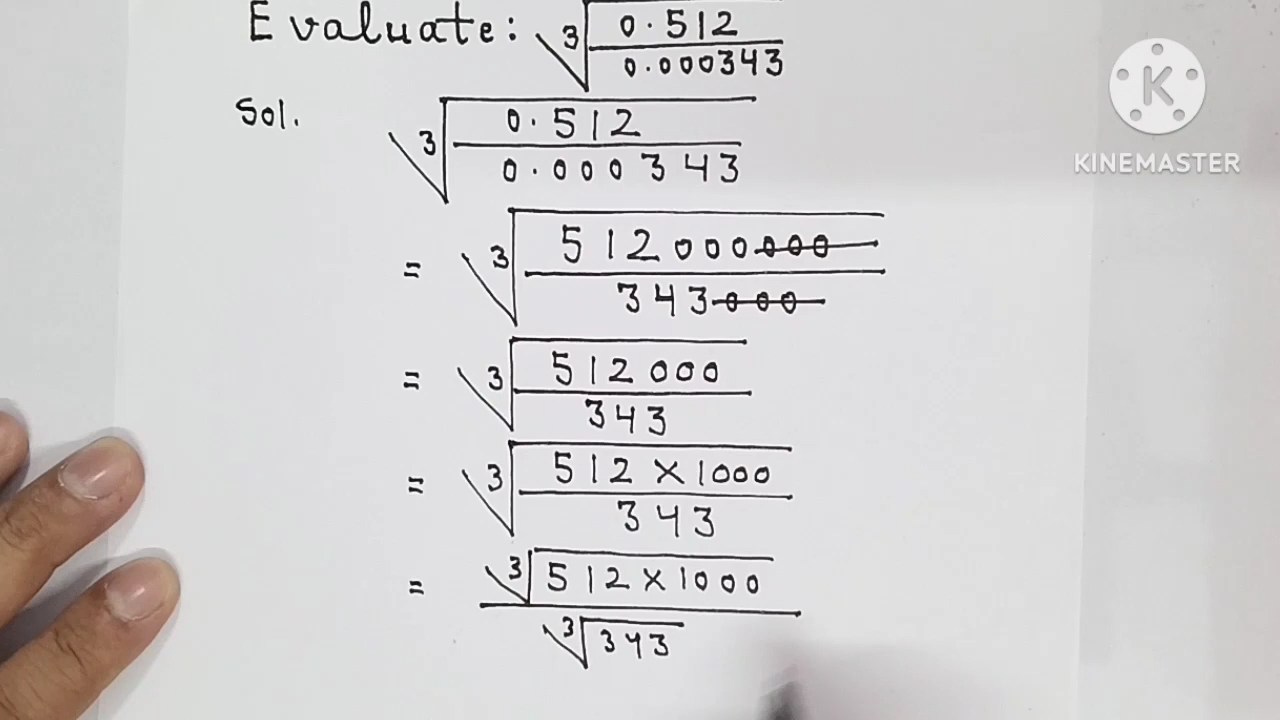 Evaluate: ∛(0.512/0.000343)
Sol. ∛(0.512/0.000343)
= ∛(512000000/343000)
= ∛(512000/343)
= ∛(512×1000/343)
= ∛(512×1000)/∛343
K
KINEMASTER